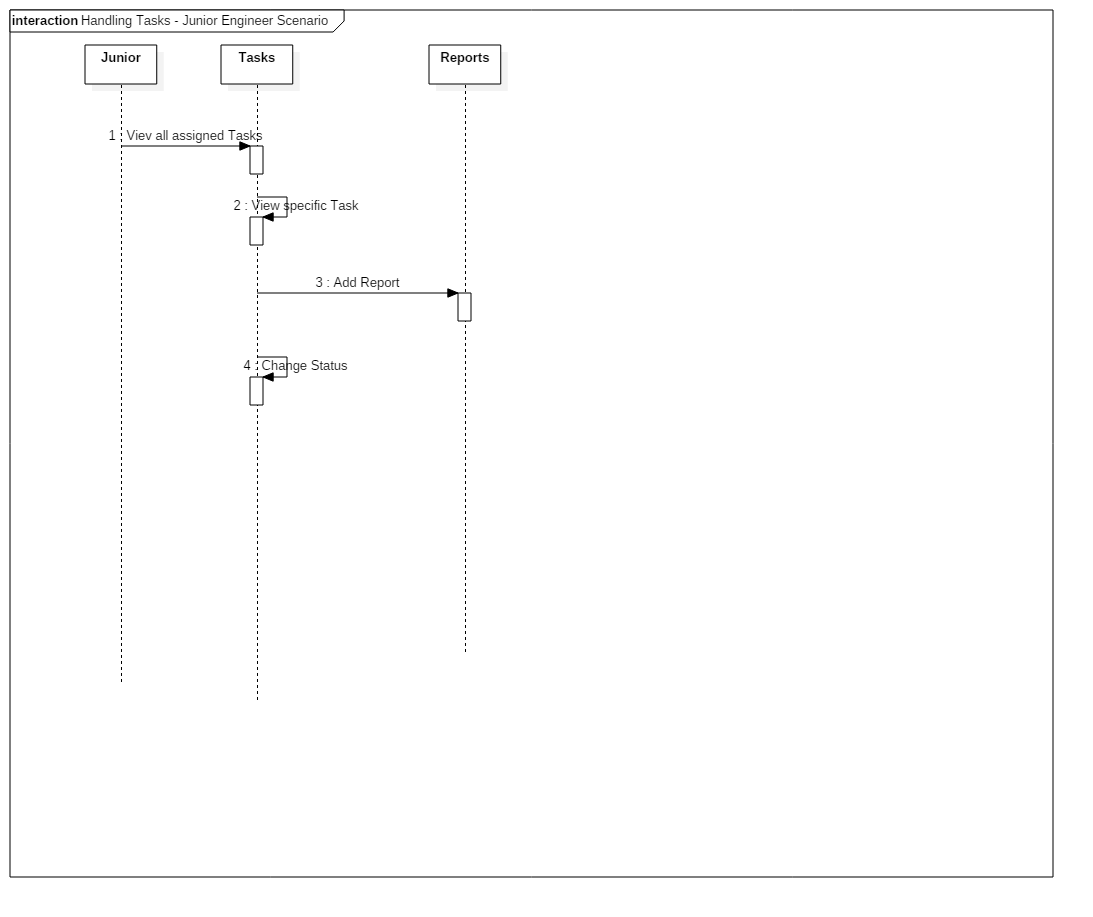 interaction Handling Tasks - Junior Engineer Scenario
Junior
Tasks
Reports
1 : Viev all assigned Tasks
2 : View specific Task
3 : Add Report
4 : Change Status